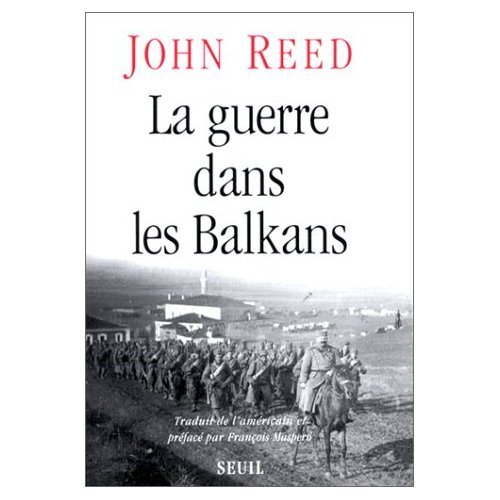 JOHN REED
La guerre
dans
les Balkans
Traduit de l'américain et
préfacé par François Maspero
SEUIL